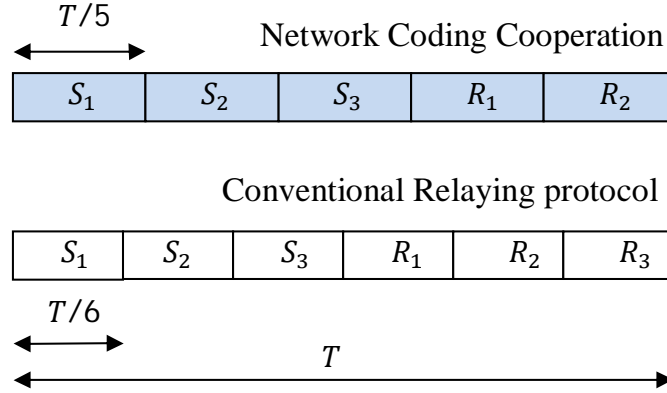 T/5
Network Coding Cooperation
S₁ S₂ S₃ R₁ R₂
Conventional Relaying protocol
S₁ S₂ S₃ R₁ R₂ R₃
T/6
T